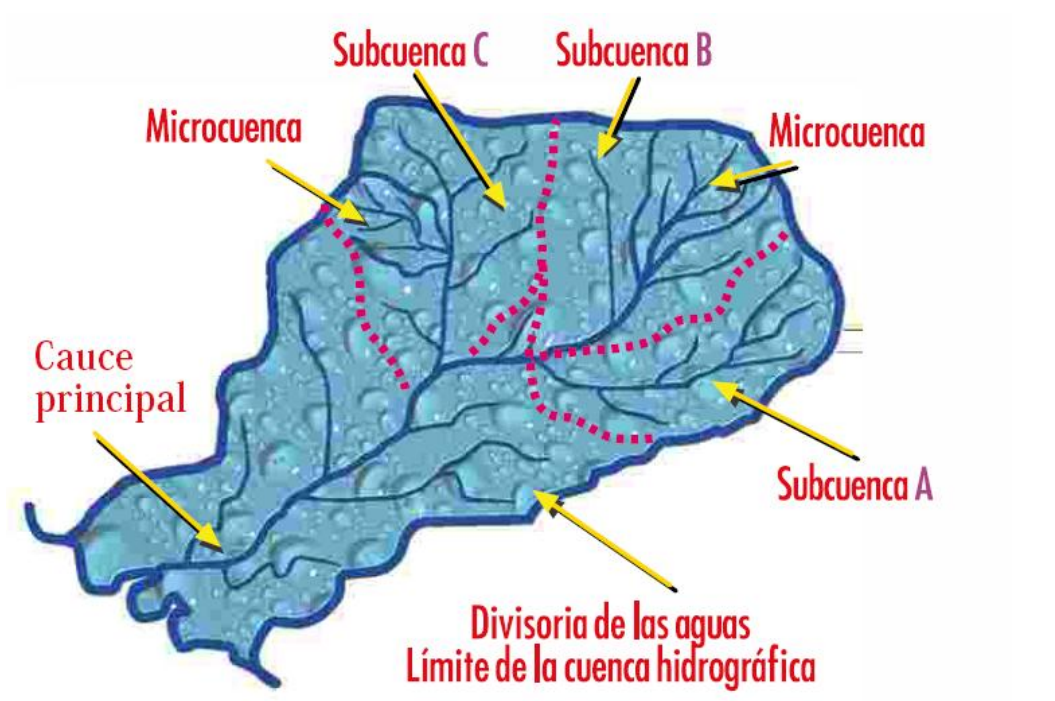 Subcuenca C
Subcuenca B
Microcuenca
Microcuenca
Cauce
principal
Subcuenca A
Divisoria de las aguas
Límite de la cuenca hidrográfica